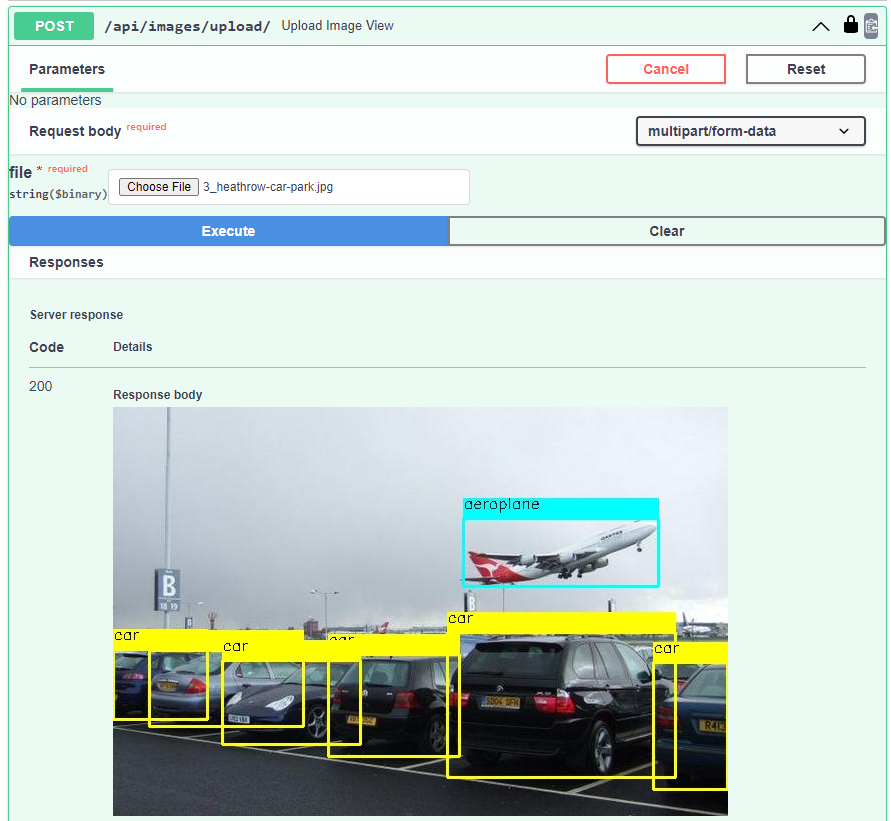 POST /api/images/upload/ Upload Image View
Parameters
Cancel
Reset
No parameters
Request body required
multipart/form-data
file * required
string($binary)
Choose File 3_heathrow-car-park.jpg
Execute
Clear
Responses
Server response
Code Details
200
Response body
aeroplane
QANTAS
B
18 19
B
B
car
car
car
car
car
R413